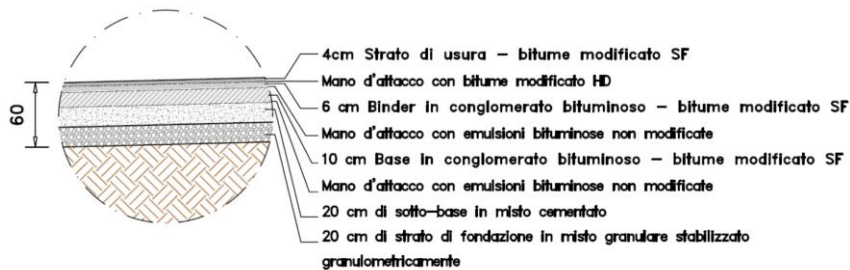 4cm Strato di usura – bitume modificato SF
Mano d'attacco con bitume modificato HD
60
6 cm Binder in conglomerato bituminoso – bitume modificato SF
Mano d'attacco con emulsioni bituminose non modificate
10 cm Base in conglomerato bituminoso – bitume modificato SF
Mano d'attacco con emulsioni bituminose non modificate
20 cm di sotto–base in misto cementato
20 cm di strato di fondazione in misto granulare stabilizzato
granulometricamente